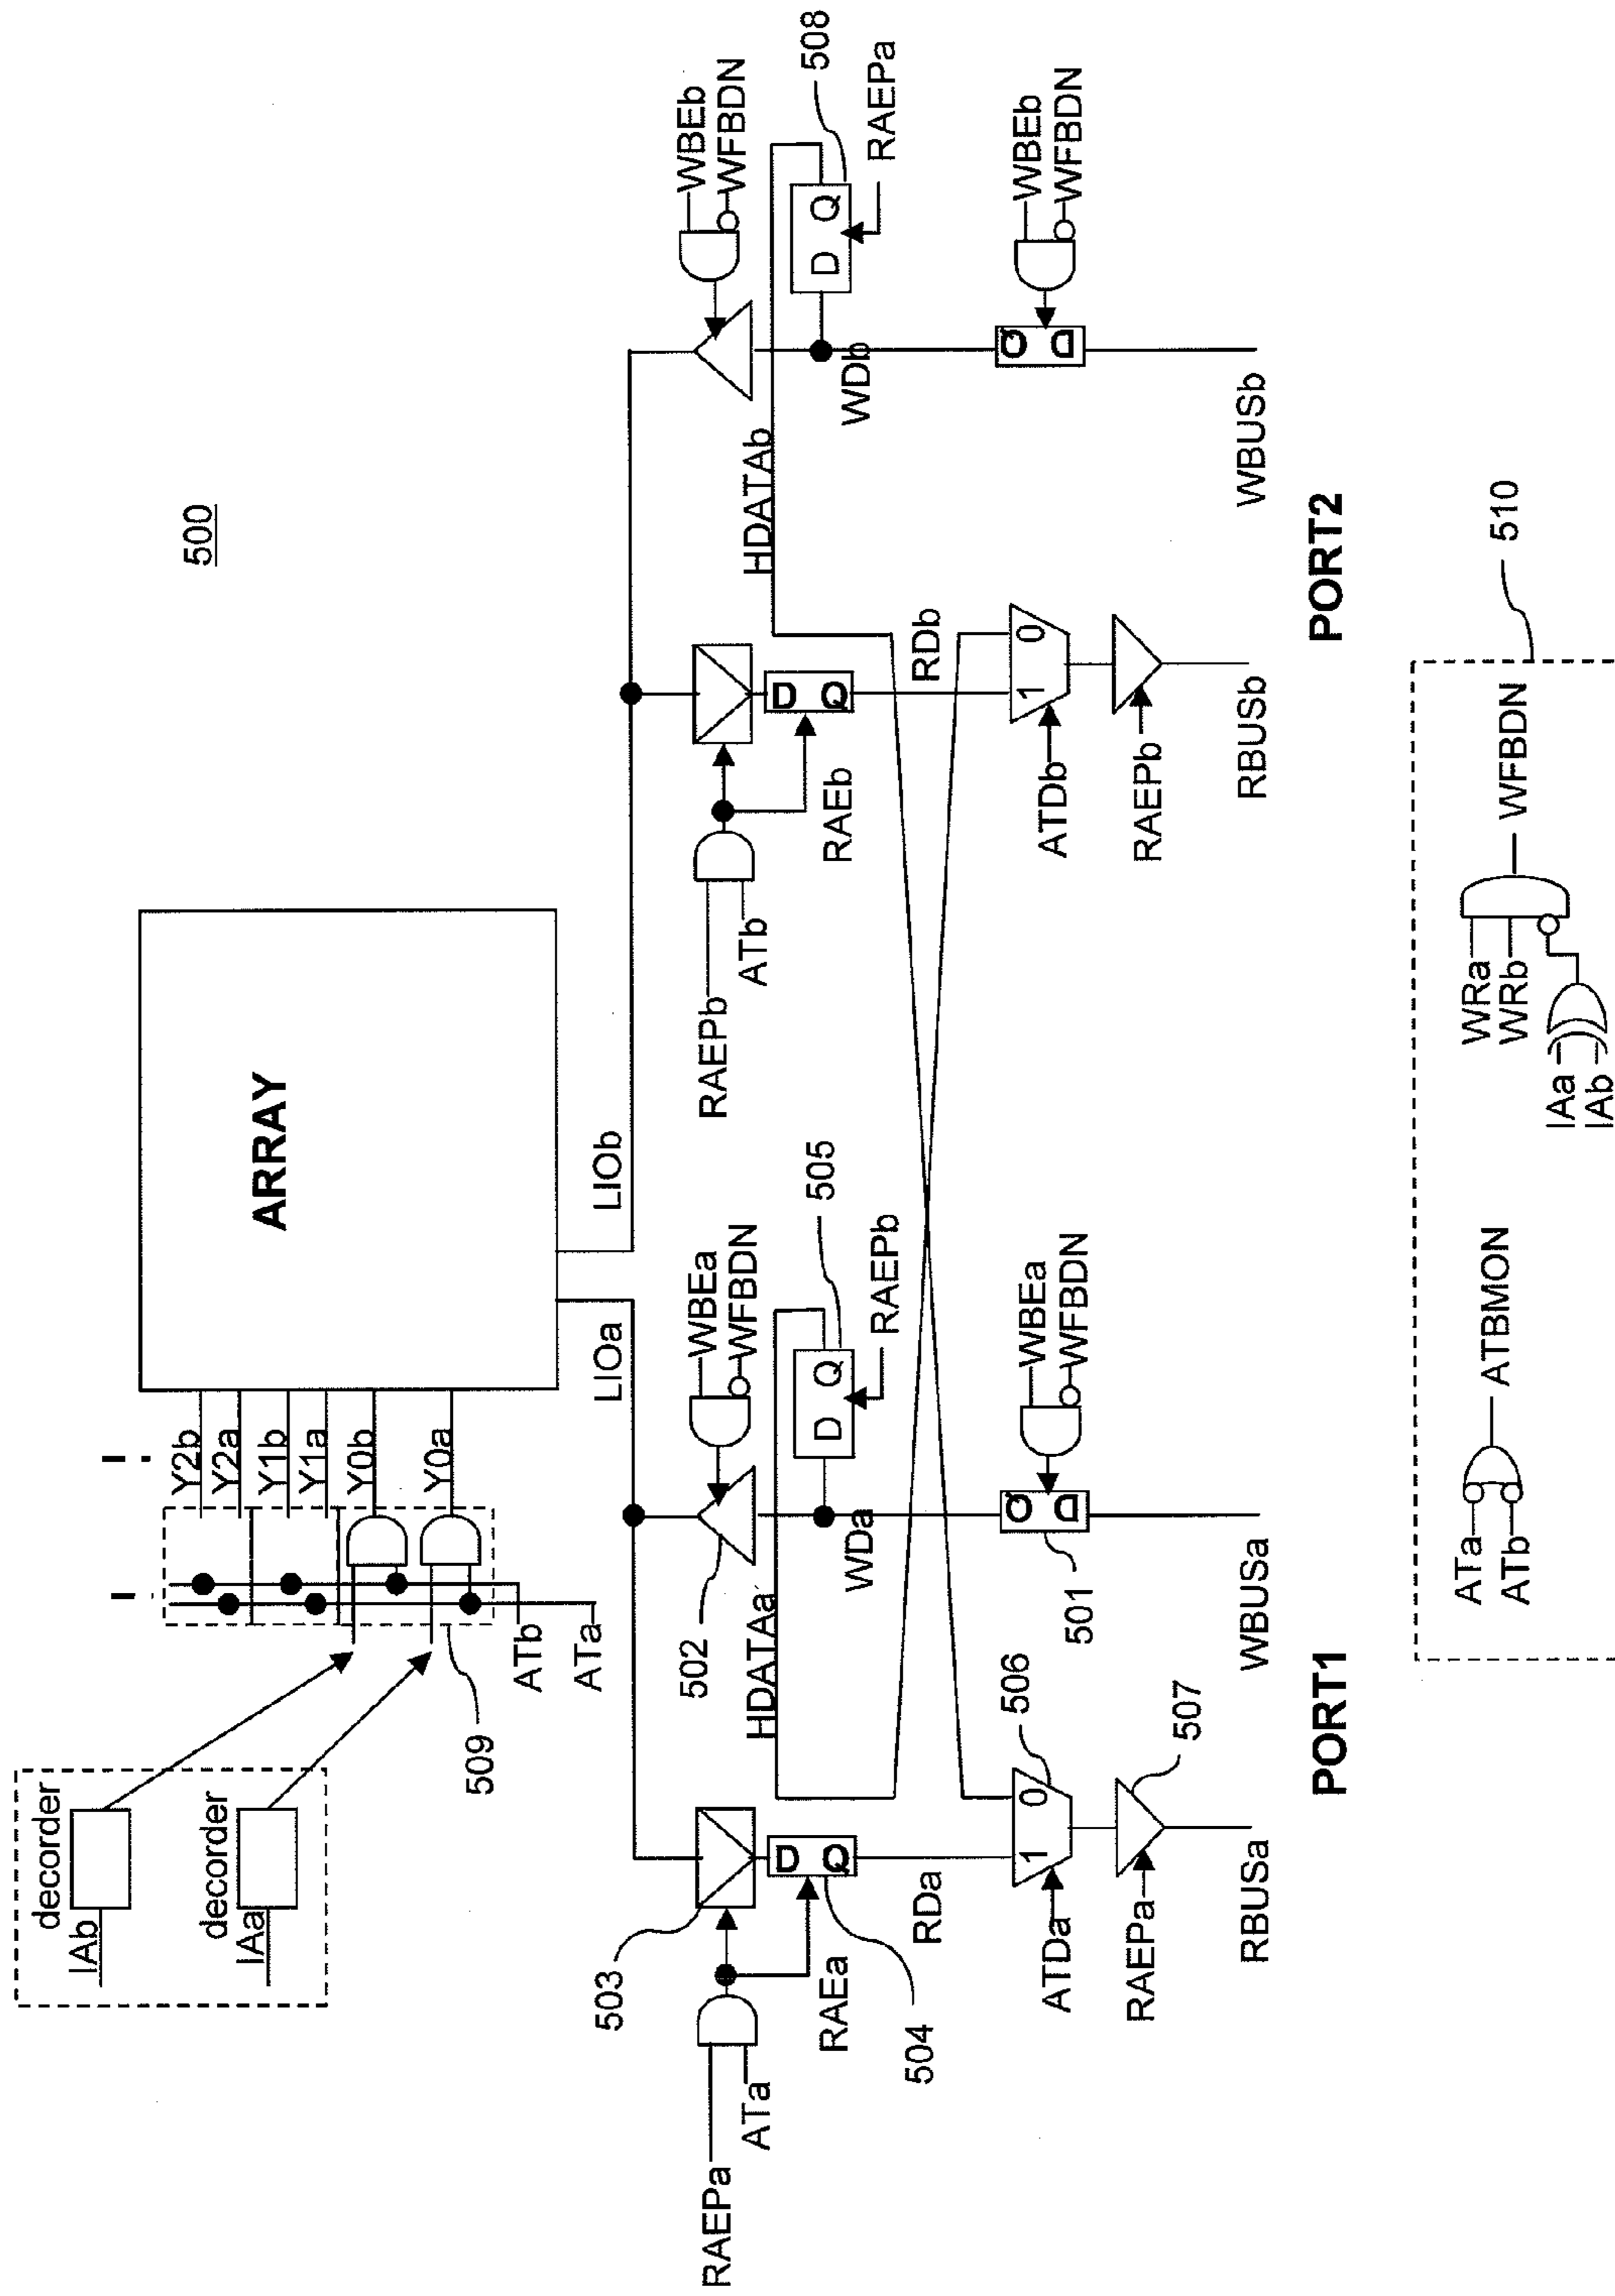 500
decorder
IAb
decorder
IAa
509
ATb
ATa
Y2b
Y2a
Y1b
Y1a
Y0b
Y0a
ARRAY
LIOa
LIOb
RAEPa
ATa
503
RAEa
D Q
504
RDa
502
WBEa
WFBDN
HDATAa
WDa
D Q
505
RAEPb
WBEa
WFBDN
Q D
501
1 0
506
ATDa
RAEPa
507
RBUSa
WBUSa
PORT1
RAEPb
ATb
RAEb
D Q
RDb
WBEb
WFBDN
HDATAb
WDb
D Q
508
RAEPa
WBEb
WFBDN
Q D
1 0
ATDb
RAEPb
RBUSb
WBUSb
PORT2
ATa
ATb
ATBMON
WRa
WRb
IAa
IAb
WFBDN
510